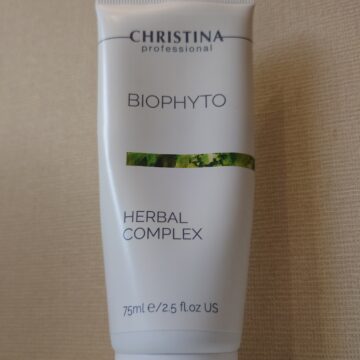 CHRISTINA
professional
BIOPHYTO
HERBAL
COMPLEX
75ml e/2.5 fl.oz US